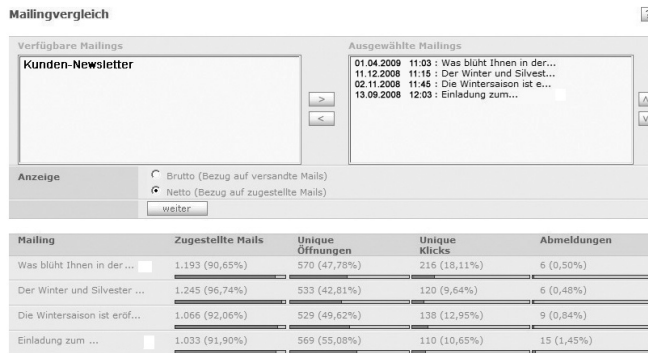 Mailingvergleich
?
Verfügbare Mailings
Ausgewählte Mailings
Kunden-Newsletter
01.04.2009 11:03 : Was blüht Ihnen in der...
11.12.2008 11:15 : Der Winter und Silvest...
02.11.2008 11:45 : Die Wintersaison ist e...
13.09.2008 12:03 : Einladung zum...
>
<
Anzeige
Brutto (Bezug auf versandte Mails)
Netto (Bezug auf zugestellte Mails)
weiter
Mailing Zugestellte Mails Unique Öffnungen Unique Klicks Abmeldungen
Was blüht Ihnen in der... 1.193 (90,65%) 570 (47,78%) 216 (18,11%) 6 (0,50%)
Der Winter und Silvester ... 1.245 (96,74%) 533 (42,81%) 120 (9,64%) 6 (0,48%)
Die Wintersaison ist eröf... 1.066 (92,06%) 529 (49,62%) 138 (12,95%) 9 (0,84%)
Einladung zum ... 1.033 (91,90%) 569 (55,08%) 110 (10,65%) 15 (1,45%)